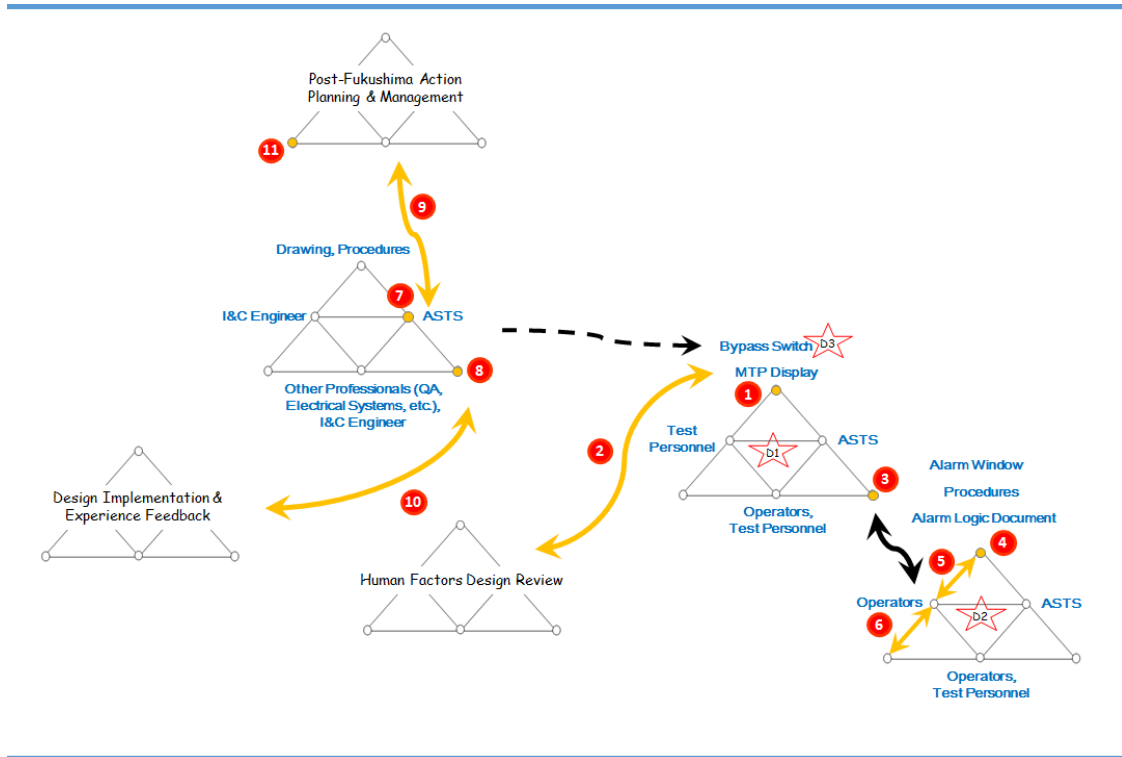 Post-Fukushima Action
Planning & Management
11
9
Drawing, Procedures
7
I&C Engineer
ASTS
8
Other Professionals (QA,
Electrical Systems, etc.),
I&C Engineer
Bypass Switch
D3
MTP Display
1
Test
Personnel
D1
ASTS
2
3
Alarm Window
Procedures
Alarm Logic Document
Operators,
Test Personnel
4
5
Operators
6
D2
ASTS
Operators,
Test Personnel
Design Implementation &
Experience Feedback
10
Human Factors Design Review